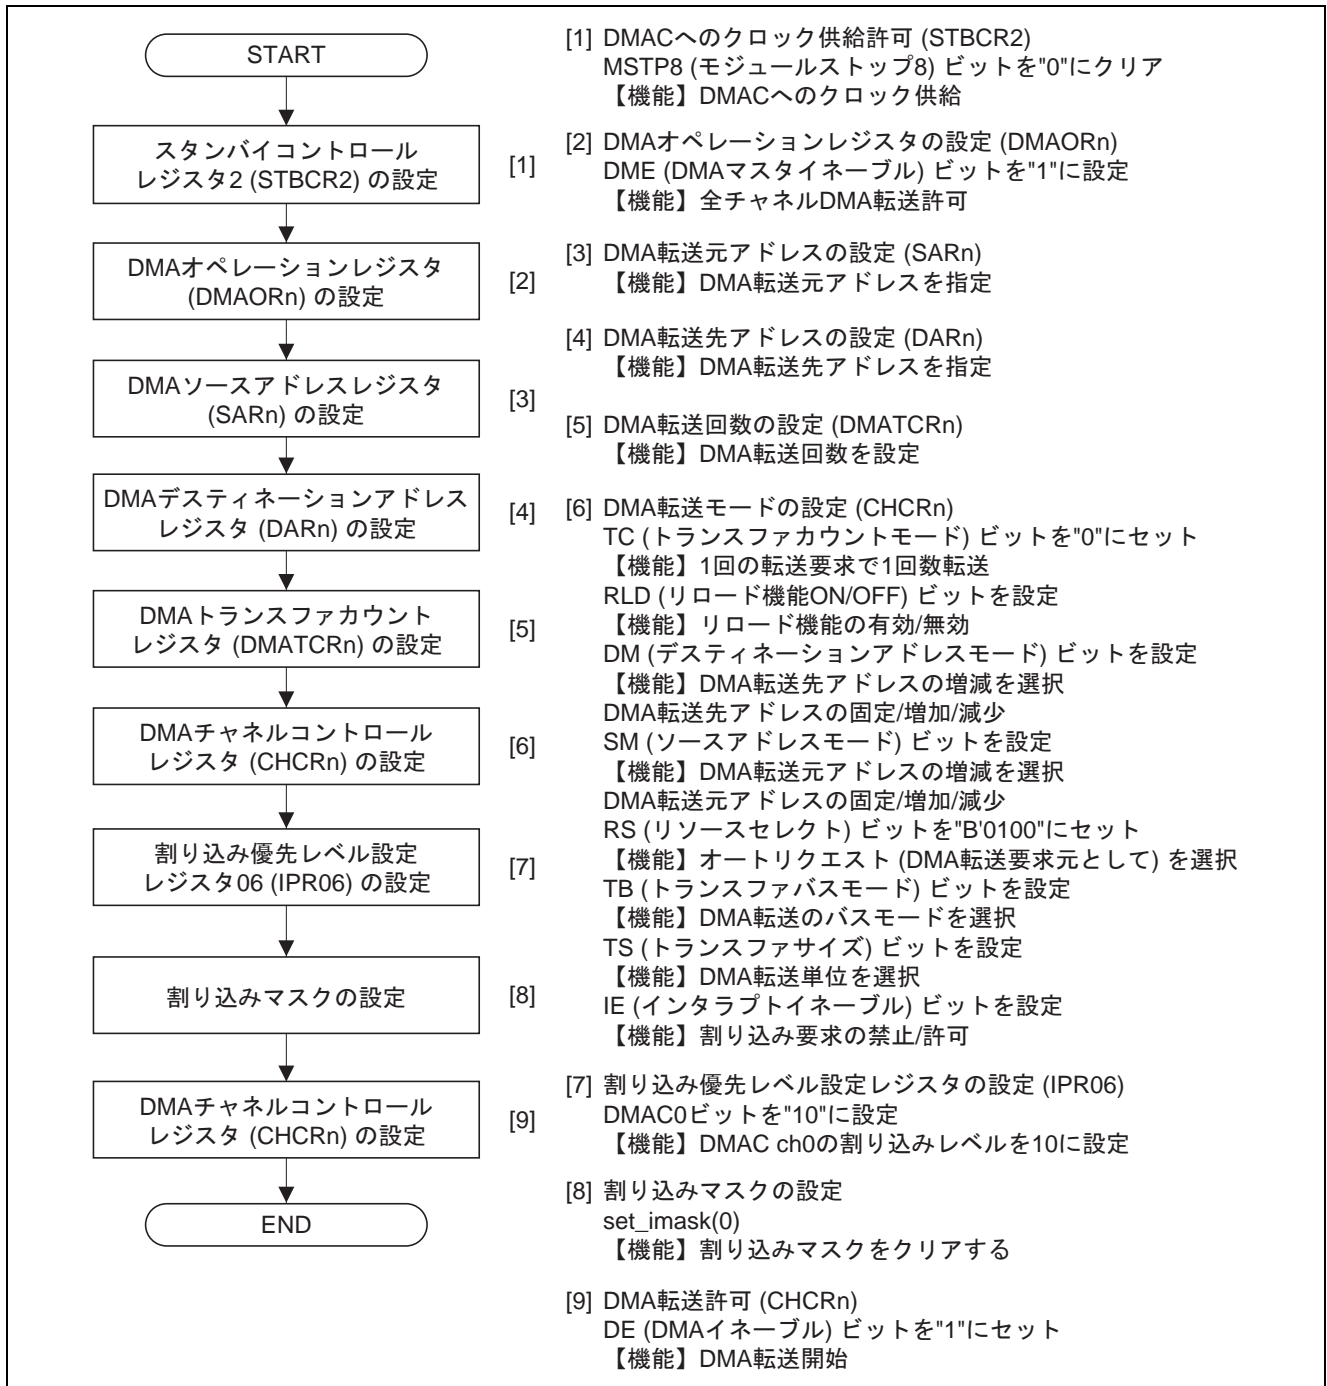 START
スタンバイコントロール
レジスタ2 (STBCR2) の設定
[1]
DMAオペレーションレジスタ
(DMAORn) の設定
[2]
DMAソースアドレスレジスタ
(SARn) の設定
[3]
DMAデスティネーションアドレス
レジスタ (DARn) の設定
[4]
DMAトランスファカウント
レジスタ (DMATCRn) の設定
[5]
DMAチャネルコントロール
レジスタ (CHCRn) の設定
[6]
割り込み優先レベル設定
レジスタ06 (IPR06) の設定
[7]
割り込みマスクの設定
[8]
DMAチャネルコントロール
レジスタ (CHCRn) の設定
[9]
END
[1] DMACへのクロック供給許可 (STBCR2)
MSTP8 (モジュールストップ8) ビットを"0"にクリア
【機能】DMACへのクロック供給
[2] DMAオペレーションレジスタの設定 (DMAORn)
DME (DMAマスタイネーブル) ビットを"1"に設定
【機能】全チャネルDMA転送許可
[3] DMA転送元アドレスの設定 (SARn)
【機能】DMA転送元アドレスを指定
[4] DMA転送先アドレスの設定 (DARn)
【機能】DMA転送先アドレスを指定
[5] DMA転送回数の設定 (DMATCRn)
【機能】DMA転送回数を設定
[6] DMA転送モードの設定 (CHCRn)
TC (トランスファカウントモード) ビットを"0"にセット
【機能】1回の転送要求で1回数転送
RLD (リロード機能ON/OFF) ビットを設定
【機能】リロード機能の有効/無効
DM (デスティネーションアドレスモード) ビットを設定
【機能】DMA転送先アドレスの増減を選択
DMA転送先アドレスの固定/増加/減少
SM (ソースアドレスモード) ビットを設定
【機能】DMA転送元アドレスの増減を選択
DMA転送元アドレスの固定/増加/減少
RS (リソースセレクト) ビットを"B'0100"にセット
【機能】オートリクエスト (DMA転送要求元として) を選択
TB (トランスファバスモード) ビットを設定
【機能】DMA転送のバスモードを選択
TS (トランスファサイズ) ビットを設定
【機能】DMA転送単位を選択
IE (インタラプトイネーブル) ビットを設定
【機能】割り込み要求の禁止/許可
[7] 割り込み優先レベル設定レジスタの設定 (IPR06)
DMAC0ビットを"10"に設定
【機能】DMAC ch0の割り込みレベルを10に設定
[8] 割り込みマスクの設定
set_imask(0)
【機能】割り込みマスクをクリアする
[9] DMA転送許可 (CHCRn)
DE (DMAイネーブル) ビットを"1"にセット
【機能】DMA転送開始